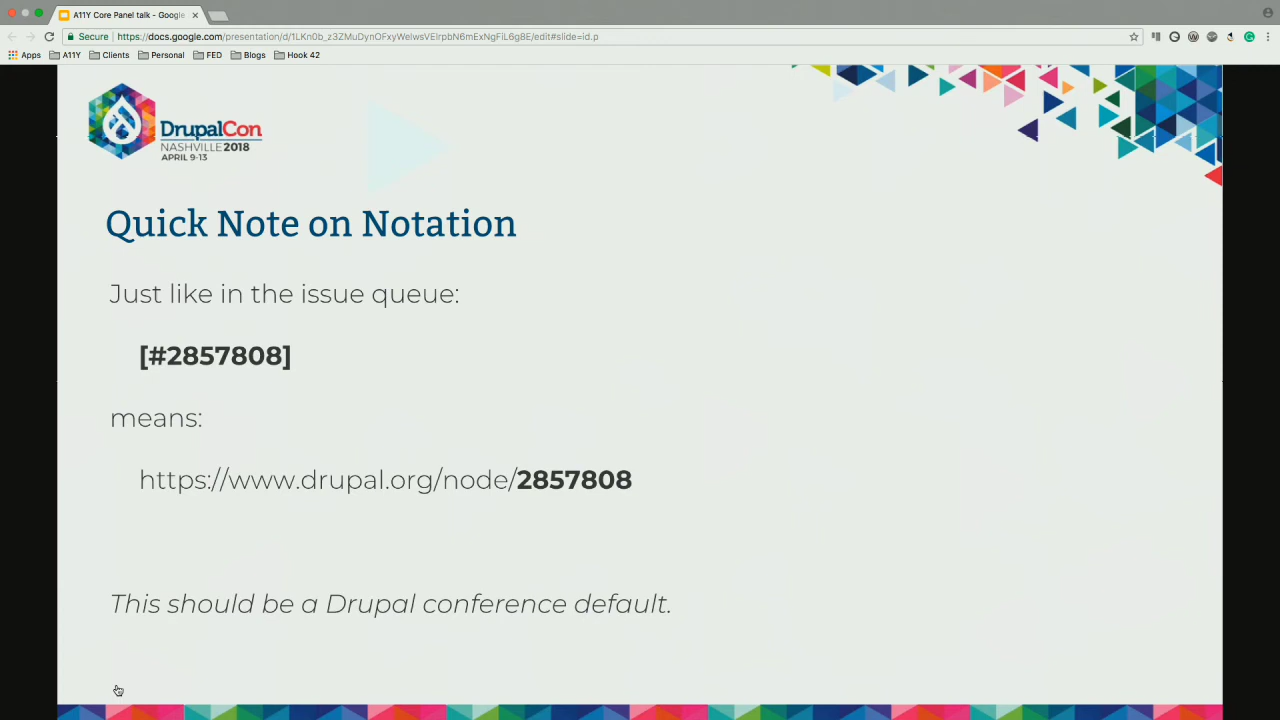 A11Y Core Panel talk - Google
Secure
https://docs.google.com/presentation/d/1LKn0b_z3ZMuDynOFxyWelwsVEIrpbN6mExNgFiL6g8E/edit#slide=id.p
Apps A11Y Clients Personal FED Blogs Hook 42
DrupalCon
NASHVILLE 2018
APRIL 9-13
Quick Note on Notation
Just like in the issue queue:
[#2857808]
means:
https://www.drupal.org/node/2857808
This should be a Drupal conference default.